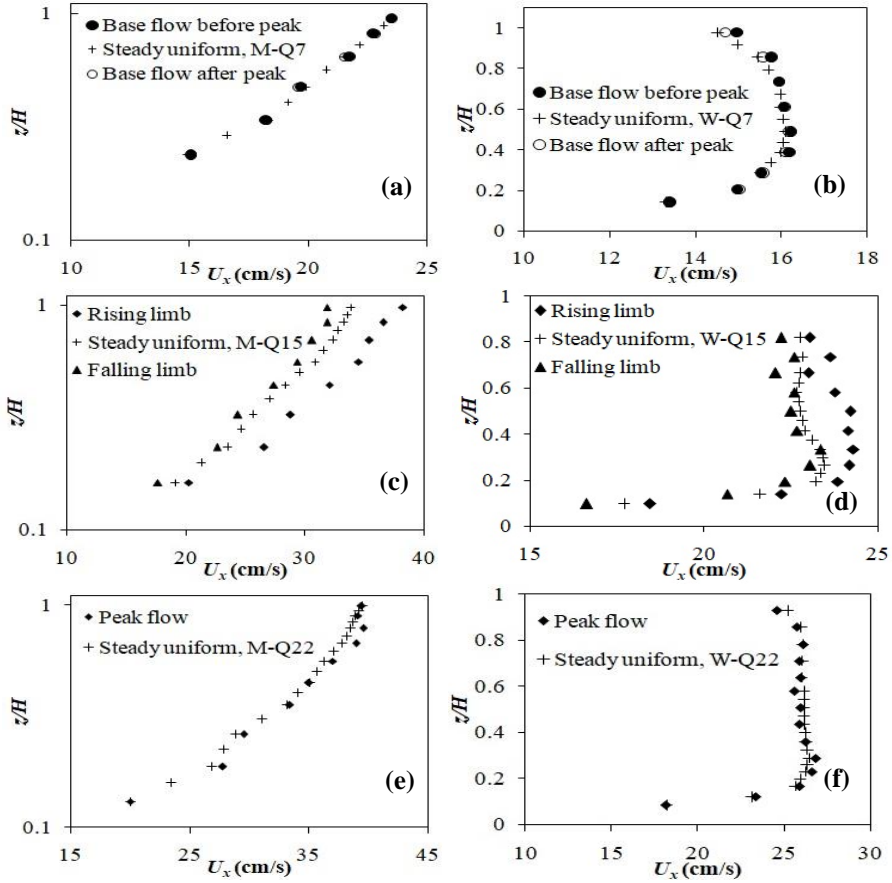 1
Base flow before peak
Steady uniform, M-Q7
Base flow after peak
z/H
(a)
0.1
10 15 20 25
Ux (cm/s)
1
0.8
0.6
0.4
0.2
0
Base flow before peak
Steady uniform, W-Q7
Base flow after peak
z/H
(b)
10 12 14 16 18
Ux (cm/s)
1
Rising limb
Steady uniform, M-Q15
Falling limb
z/H
(c)
0.1
10 20 30 40
Ux (cm/s)
1
0.8
0.6
0.4
0.2
0
Rising limb
Steady uniform, W-Q15
Falling limb
z/H
(d)
15 20 25
Ux (cm/s)
1
Peak flow
Steady uniform, M-Q22
z/H
(e)
0.1
15 25 35 45
Ux (cm/s)
1
0.8
0.6
0.4
0.2
0
Peak flow
Steady uniform, W-Q22
z/H
(f)
10 15 20 25 30
Ux (cm/s)